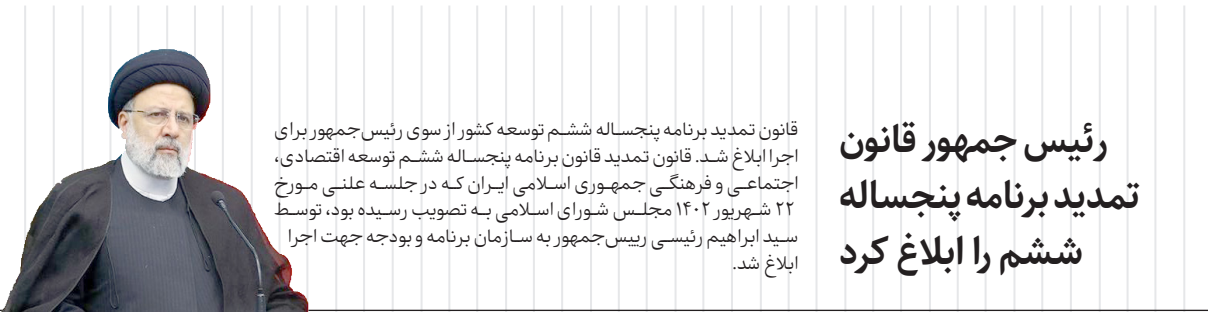 رئیس جمهور قانون
تمدید برنامه پنجساله
ششم را ابلاغ کرد
قانون تمدید برنامه پنجساله ششم توسعه کشور از سوی رئیس‌جمهور برای
اجرا ابلاغ شد. قانون تمدید قانون برنامه پنجساله ششم توسعه اقتصادی،
اجتماعی و فرهنگی جمهوری اسلامی ایران که در جلسه علنی مورخ
۲۲ شهریور ۱۴۰۲ مجلس شورای اسلامی به تصویب رسیده بود، توسط
سید ابراهیم رئیسی رییس‌جمهور به سازمان برنامه و بودجه جهت اجرا
ابلاغ شد.